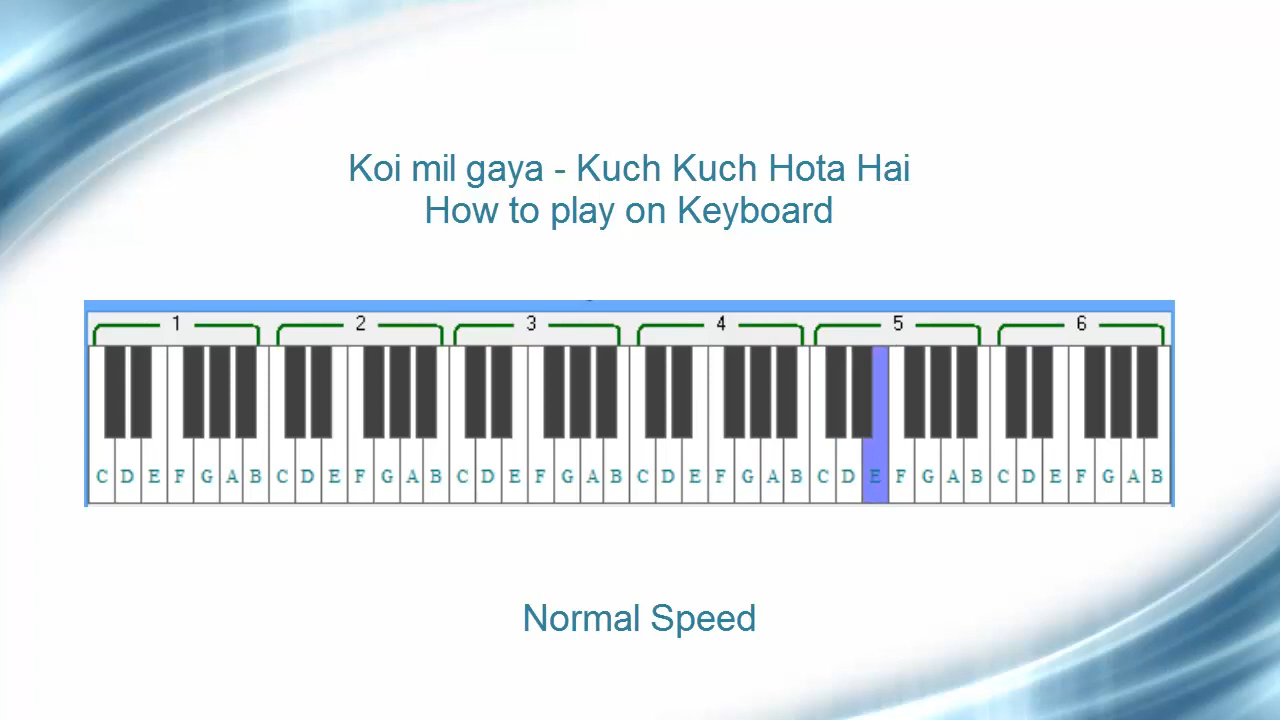 Koi mil gaya - Kuch Kuch Hota Hai
How to play on Keyboard
1 2 3 4 5 6
C D E F G A B C D E F G A B C D E F G A B C D E F G A B C D E F G A B C D E F G A B
Normal Speed